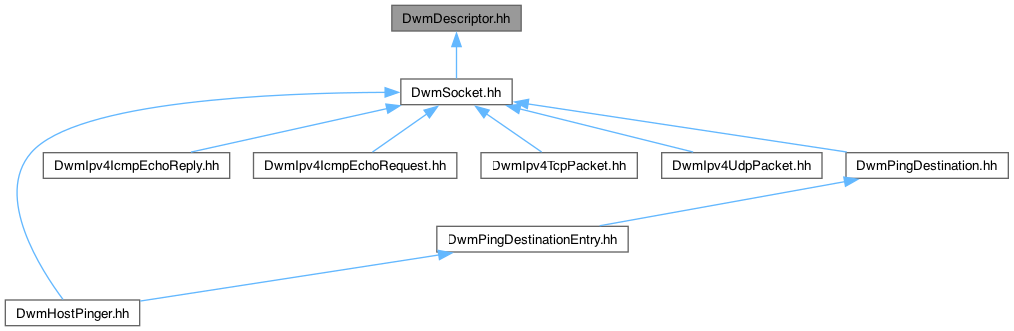 DwmDescriptor.hh
DwmSocket.hh
DwmIpv4IcmpEchoReply.hh
DwmIpv4IcmpEchoRequest.hh
DwmIpv4TcpPacket.hh
DwmIpv4UdpPacket.hh
DwmPingDestination.hh
DwmPingDestinationEntry.hh
DwmHostPinger.hh